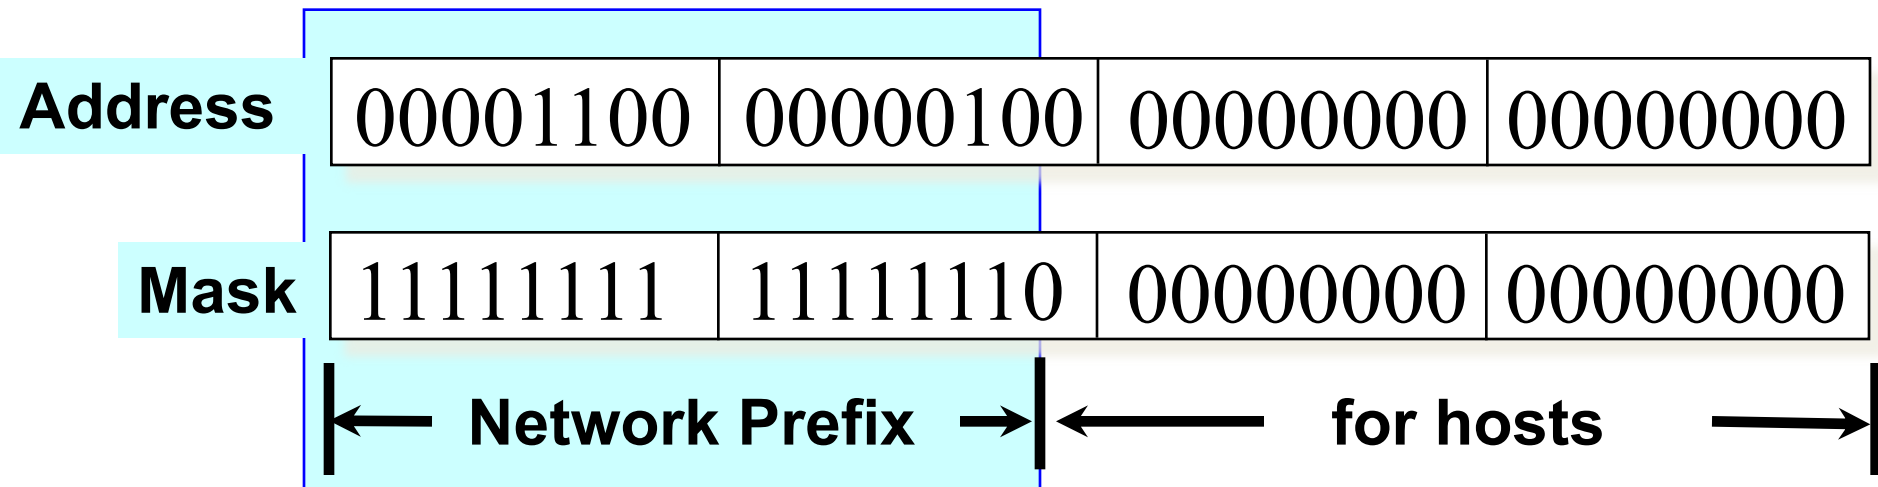 Address 00001100 00000100 00000000 00000000
Mask 11111111 11111110 00000000 00000000
Network Prefix for hosts